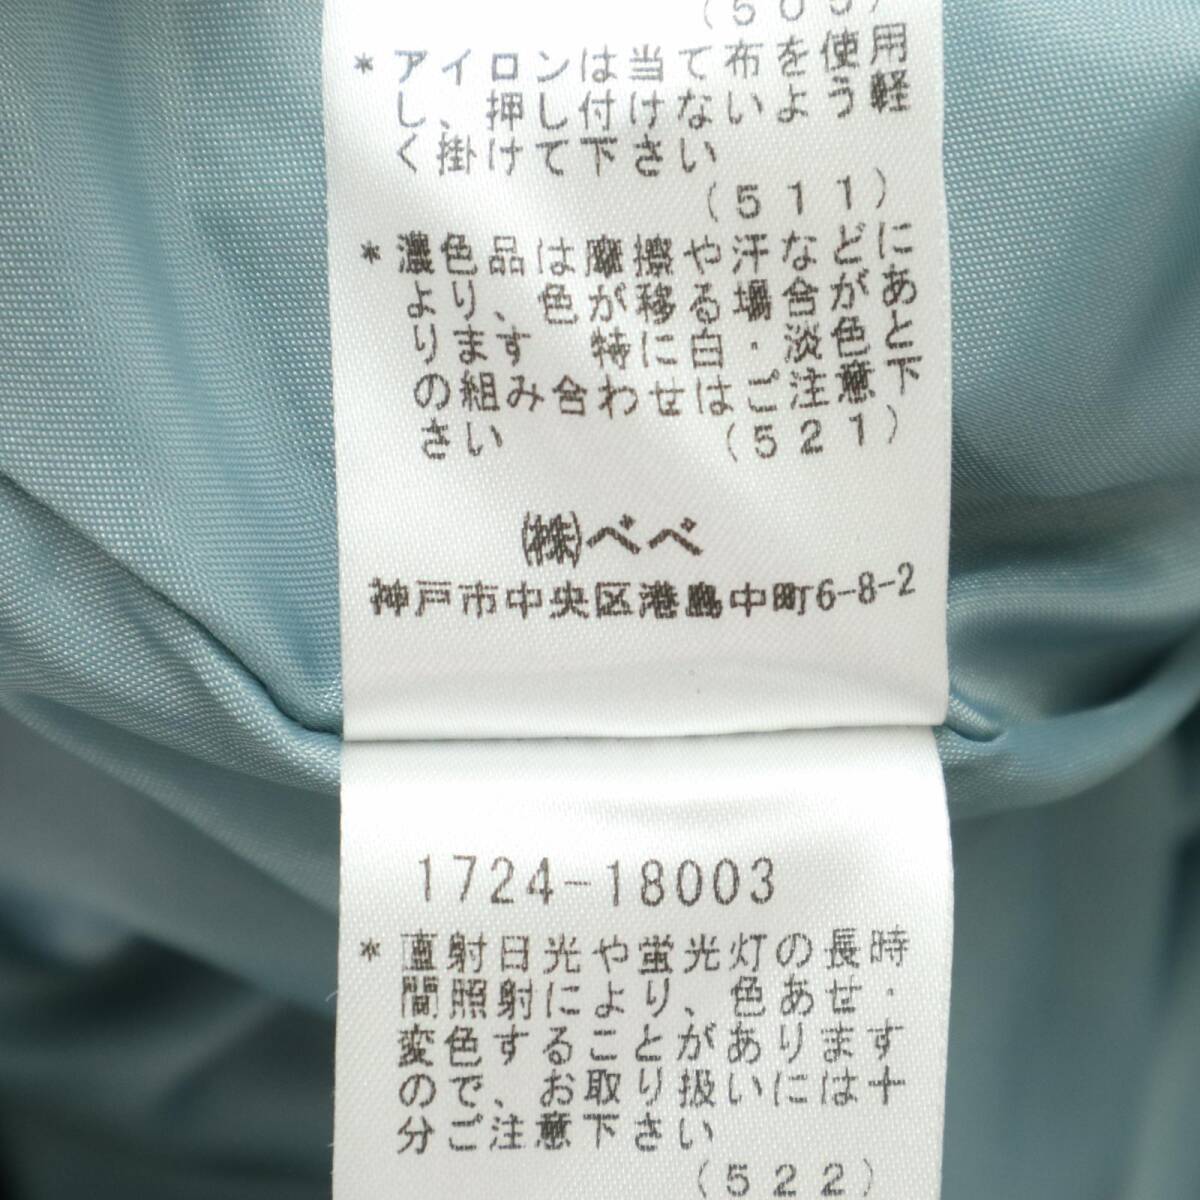 (505)
* アイロンは当て布を使用
し、押し付けないよう軽
く掛けて下さい
(511)
* 濃色品は摩擦や汗などに
より、色が移る場合があ
ります 特に白・淡色と
の組み合わせはご注意下
さい (521)
㈱べべ
神戸市中央区港島中町6-8-2
1724-18003
* 直射日光や蛍光灯の長時
間照射により、色あせ・
変色することがあります
ので、お取り扱いには十
分ご注意下さい
(522)